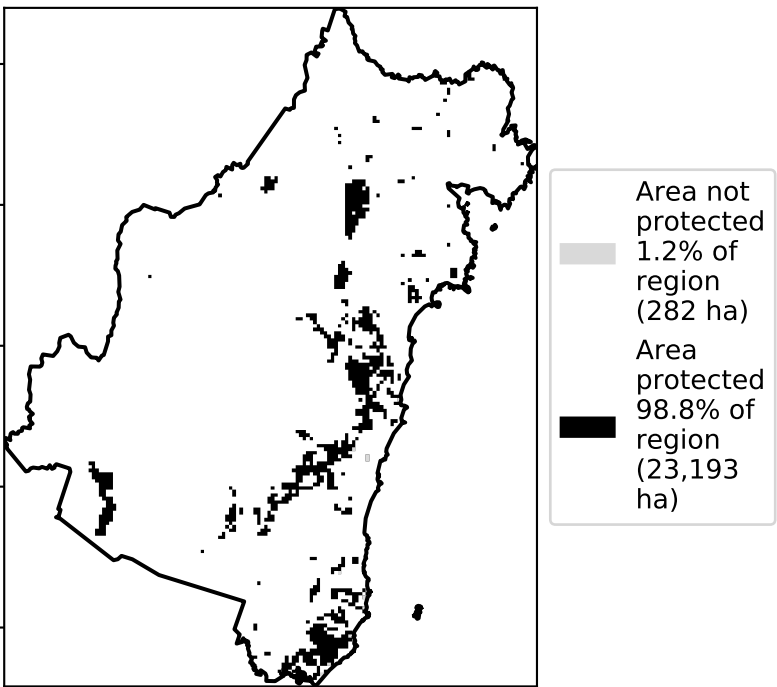 Area not
protected
1.2% of
region
(282 ha)
Area
protected
98.8% of
region
(23,193
ha)